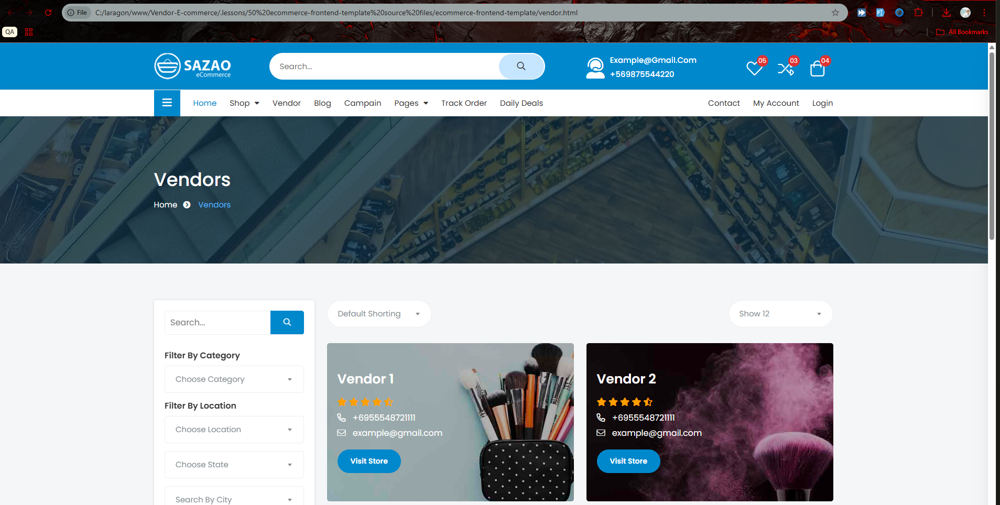 File C:/laragon/www/Vendor-E-commerce/.lessons/50%20ecommerce-frontend-template%20source%20files/ecommerce-frontend-template/vendor.html
QA
All Bookmarks
SAZAO
eCommerce
Search...
Example@Gmail.Com
+569875544220
05
03
04
Home Shop Vendor Blog Campain Pages Track Order Daily Deals Contact My Account Login
Vendors
Home Vendors
Search...
Filter By Category
Choose Category
Filter By Location
Choose Location
Choose State
Search By City
Default Shorting
Show 12
Vendor 1
+6955548721111
example@gmail.com
Visit Store
Vendor 2
+6955548721111
example@gmail.com
Visit Store